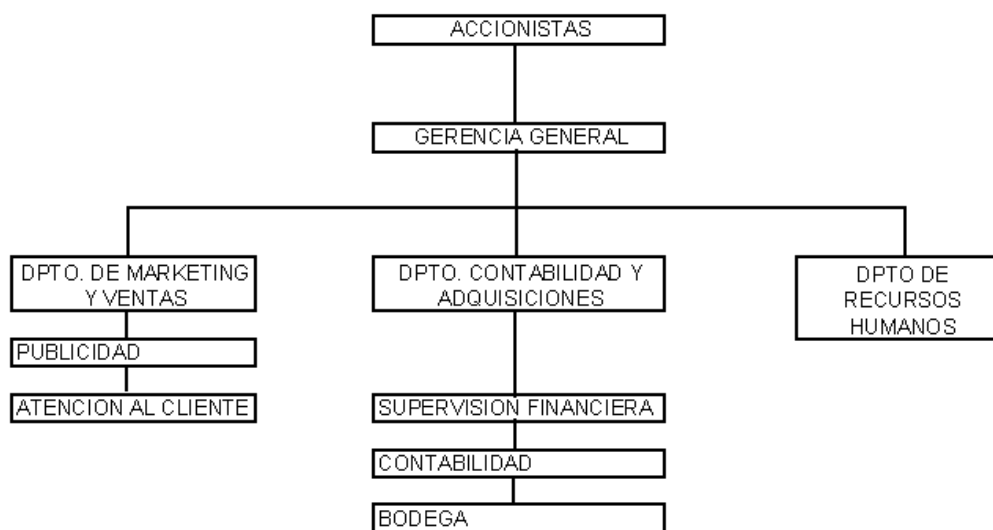 ACCIONISTAS
GERENCIA GENERAL
DPTO. DE MARKETING
Y VENTAS
DPTO. CONTABILIDAD Y
ADQUISICIONES
DPTO DE
RECURSOS
HUMANOS
PUBLICIDAD
ATENCION AL CLIENTE
SUPERVISION FINANCIERA
CONTABILIDAD
BODEGA